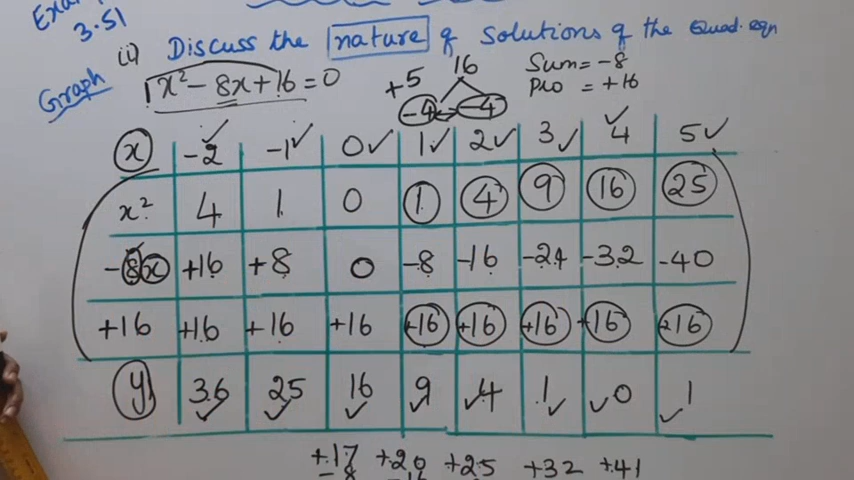 3.51
(ii) Discuss the nature of Solutions of the Quad. eqn
Graph
x² - 8x + 16 = 0
+5
16
-4 -4
Sum = -8
Pro = +16
x -2 -1 0 1 2 3 4 5
x² 4 1 0 1 4 9 16 25
-8x +16 +8 0 -8 -16 -24 -32 -40
+16 +16 +16 +16 +16 +16 +16 +16 +16
y 36 25 16 9 4 1 0 1
+17 +20 +25 +32 +41
-8 -16